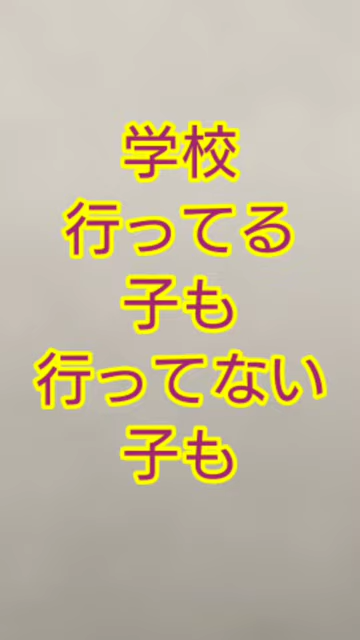 学校
行ってる
子も
行ってない
子も